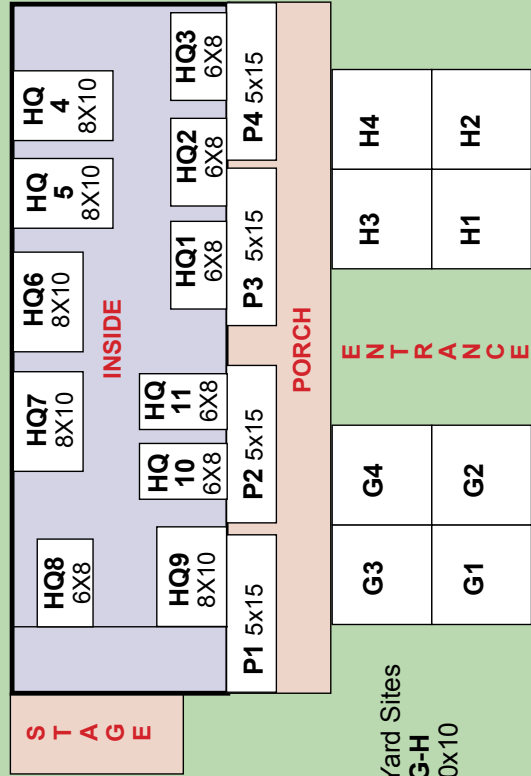 STAGE
HQ8
6X8
HQ7
8X10
HQ6
8X10
HQ
5
8X10
HQ
4
8X10
INSIDE
HQ9
8X10
HQ
10
6X8
HQ
11
6X8
HQ1
6X8
HQ2
6X8
HQ3
6X8
P1 5x15
P2 5x15
P3 5x15
P4 5x15
PORCH
ENTRANCE
G3
G4
H3
H4
G1
G2
H1
H2
Yard Sites
G-H
0x10